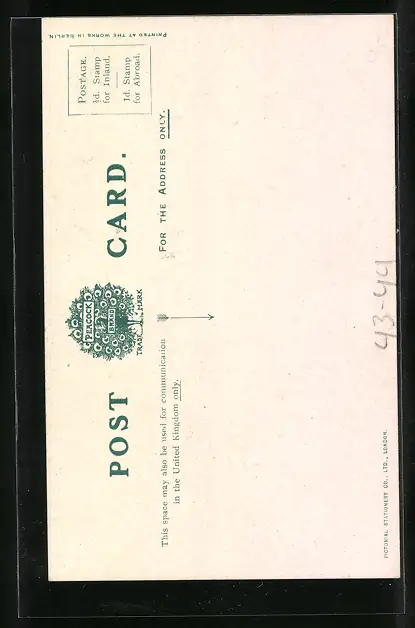 POST CARD.
PEACOCK
BRAND
TRADE MARK
POSTAGE.
½d. Stamp
for Inland.
1d. Stamp
for Abroad.
This space may also be used for communication
in the United Kingdom only.
FOR THE ADDRESS ONLY.
43-44
PICTORIAL STATIONERY CO., LTD., LONDON.
PRINTED AT THE WORKS IN BERLIN.